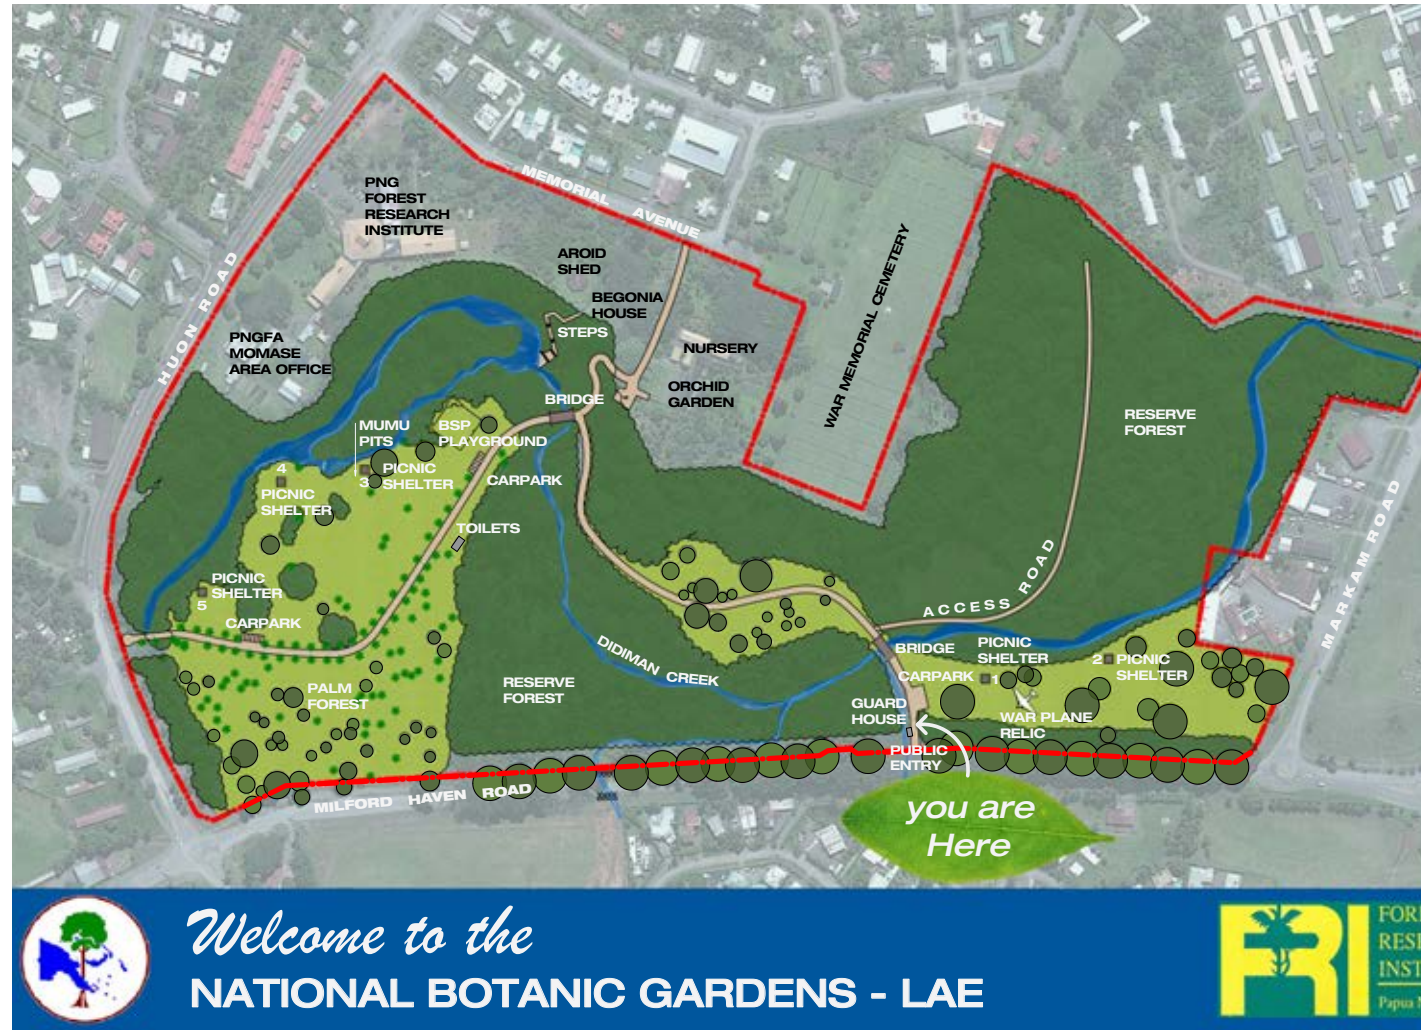 MEMORIAL AVENUE
PNG
FOREST
RESEARCH
INSTITUTE
HUON ROAD
AROID
SHED
BEGONIA
HOUSE
STEPS
PNGFA
MOMASE
AREA OFFICE
NURSERY
ORCHID
GARDEN
WAR MEMORIAL CEMETERY
BRIDGE
RESERVE
FOREST
MUMU
PITS
BSP
PLAYGROUND
4
PICNIC
SHELTER
3
PICNIC
SHELTER
CARPARK
TOILETS
MARKAM ROAD
PICNIC
SHELTER
5
CARPARK
ACCESS ROAD
DIDIMAN CREEK
BRIDGE
PICNIC
SHELTER
CARPARK
1
2
PICNIC
SHELTER
RESERVE
FOREST
PALM
FOREST
GUARD
HOUSE
WAR PLANE
RELIC
PUBLIC
ENTRY
MILFORD HAVEN ROAD
you are
Here
Welcome to the
NATIONAL BOTANIC GARDENS - LAE
FRI